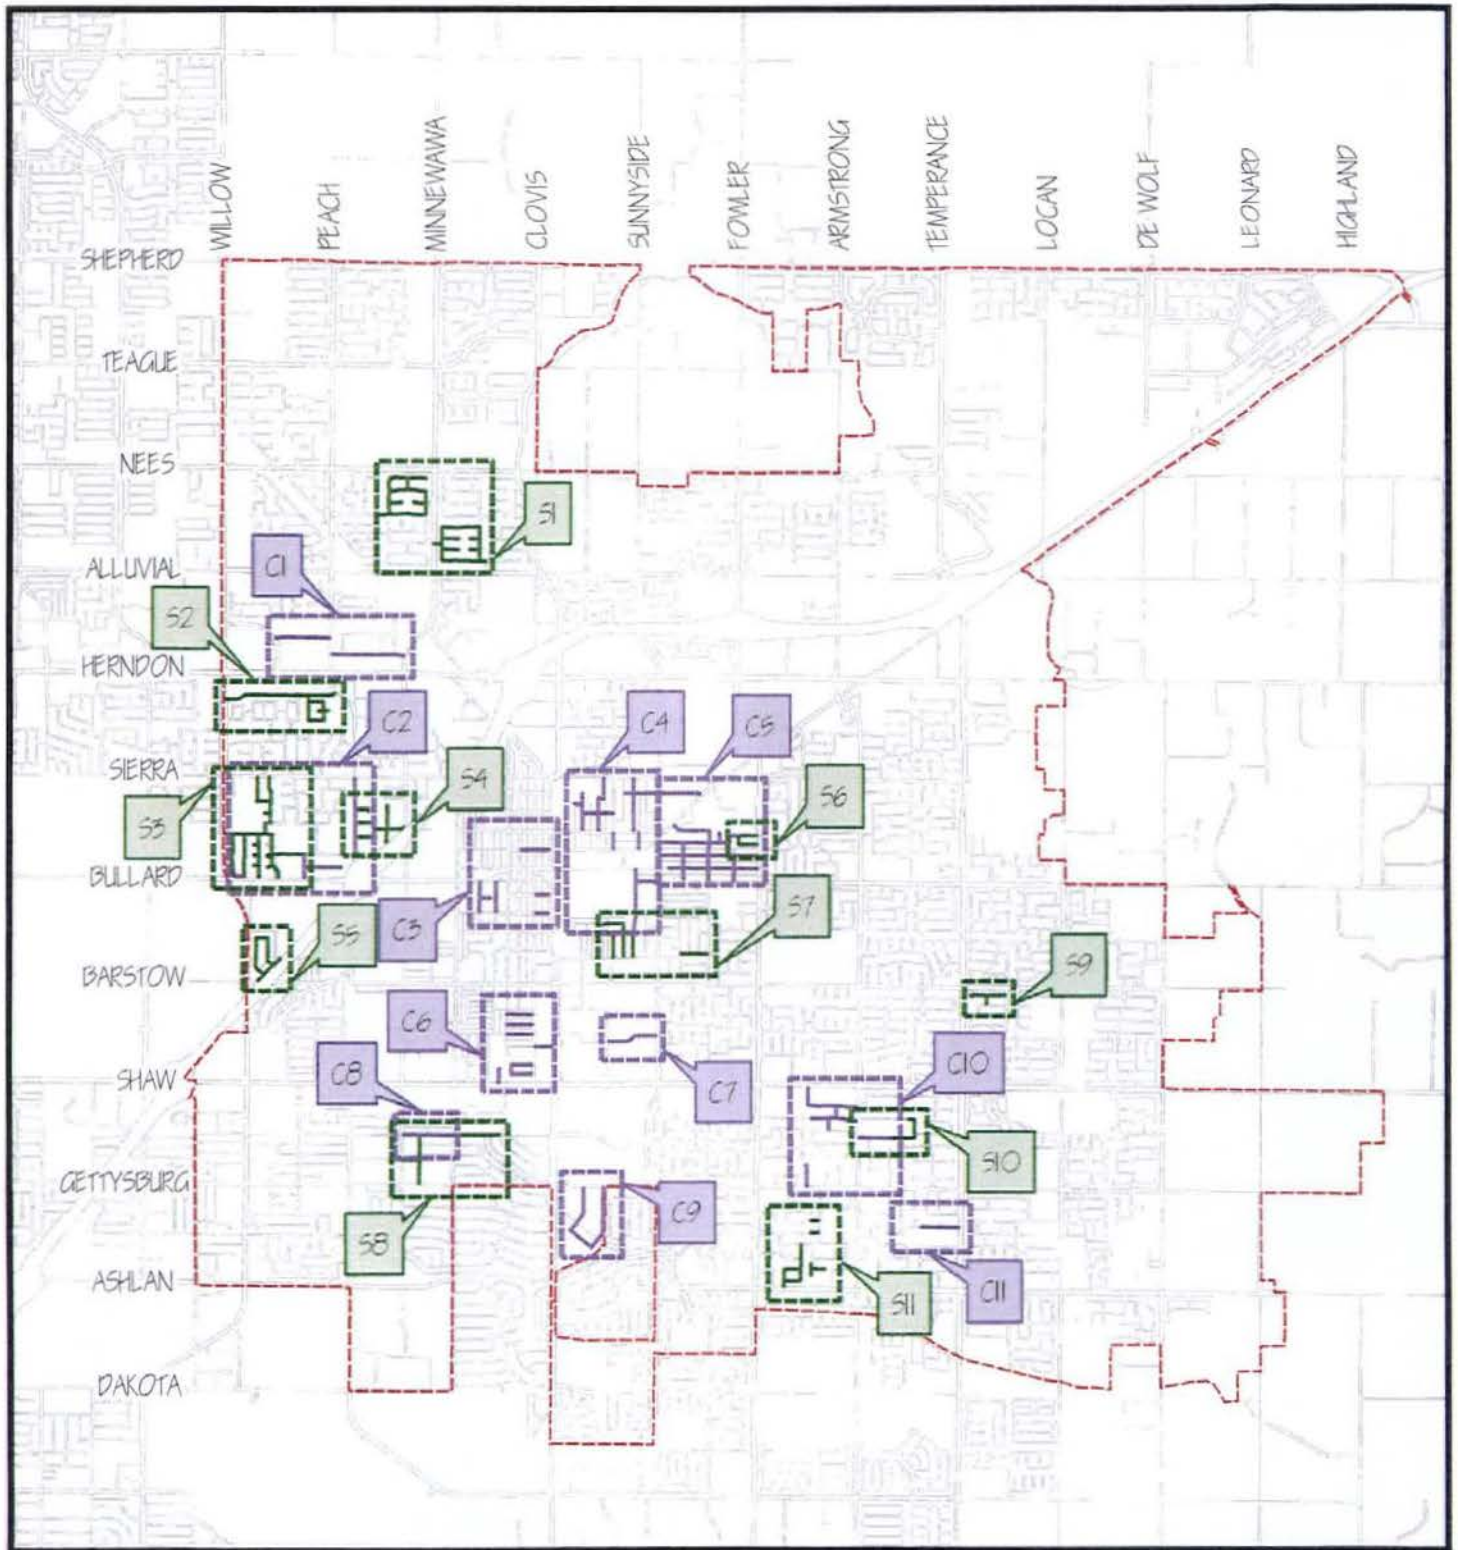 WILLOW
PEACH
MINNEWAWA
CLOVIS
SUNNYSIDE
FOWLER
ARMSTRONG
TEMPERANCE
LOCAN
DE WOLF
LEONARD
HIGHLAND
SHEPHERD
TEAGUE
NEES
S1
ALLUVIAL
C1
S2
HERNDON
C2
C4
C5
SIERRA
S4
S6
S3
BULLARD
S7
S5
C3
BARSTOW
S9
C6
SHAW
C8
C7
C10
S10
GETTYSBURG
C9
S8
ASHLAN
S11
C11
DAKOTA